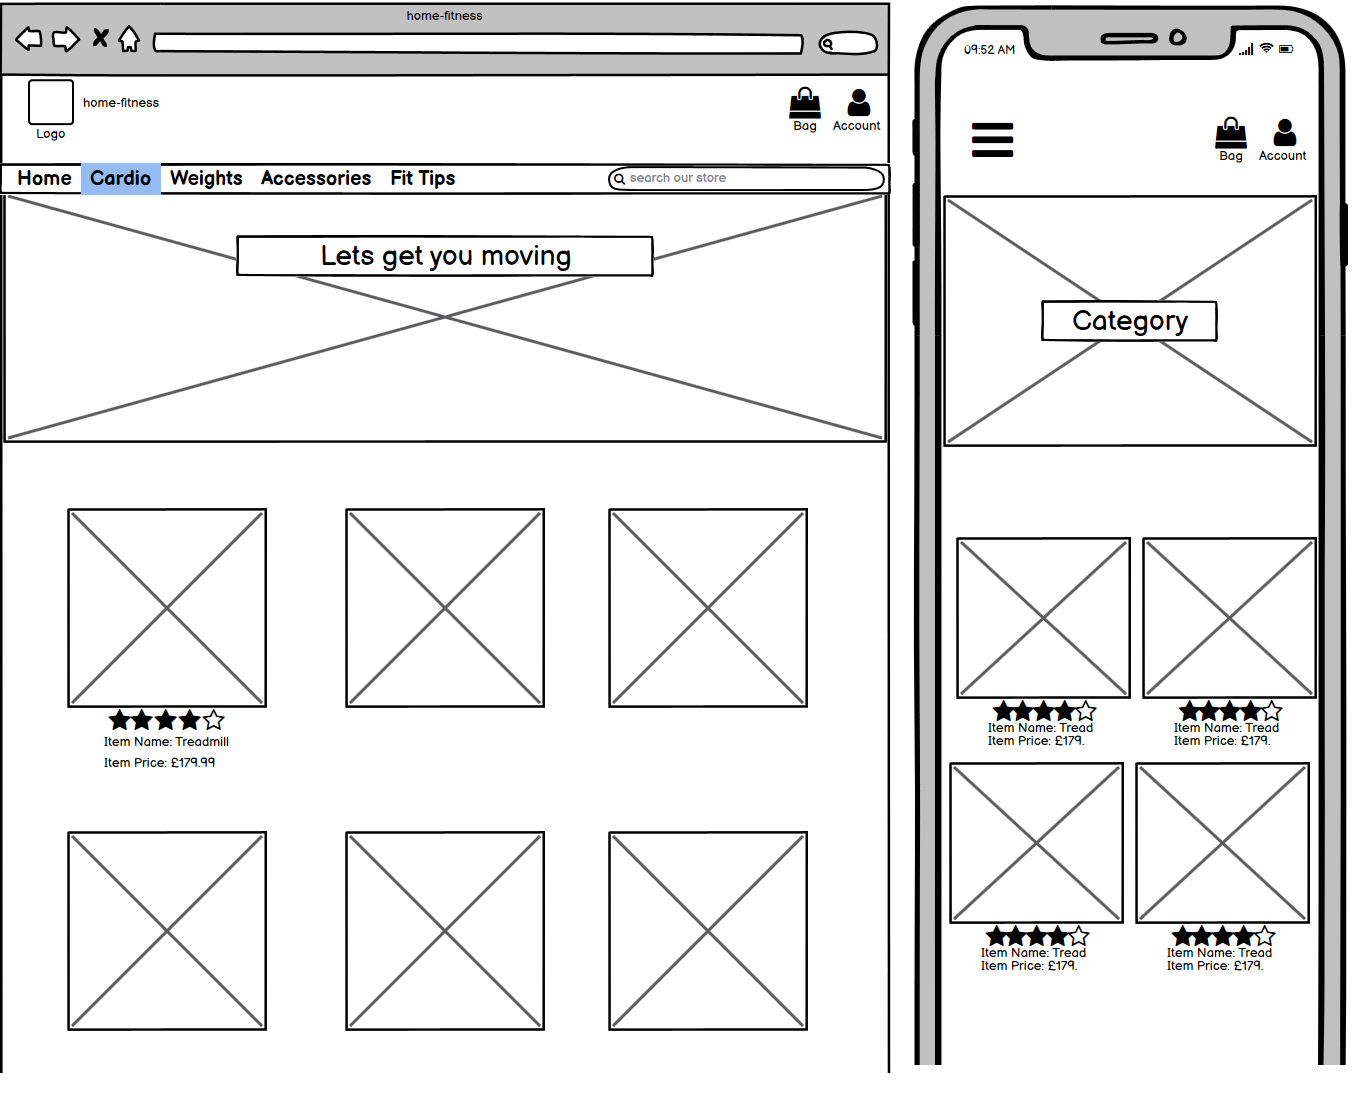 home-fitness
home-fitness
Logo
Bag
Account
Home Cardio Weights Accessories Fit Tips
search our store
Lets get you moving
Item Name: Treadmill
Item Price: £179.99
09:52 AM
Bag
Account
Category
Item Name: Tread
Item Price: £179.
Item Name: Tread
Item Price: £179.
Item Name: Tread
Item Price: £179.
Item Name: Tread
Item Price: £179.